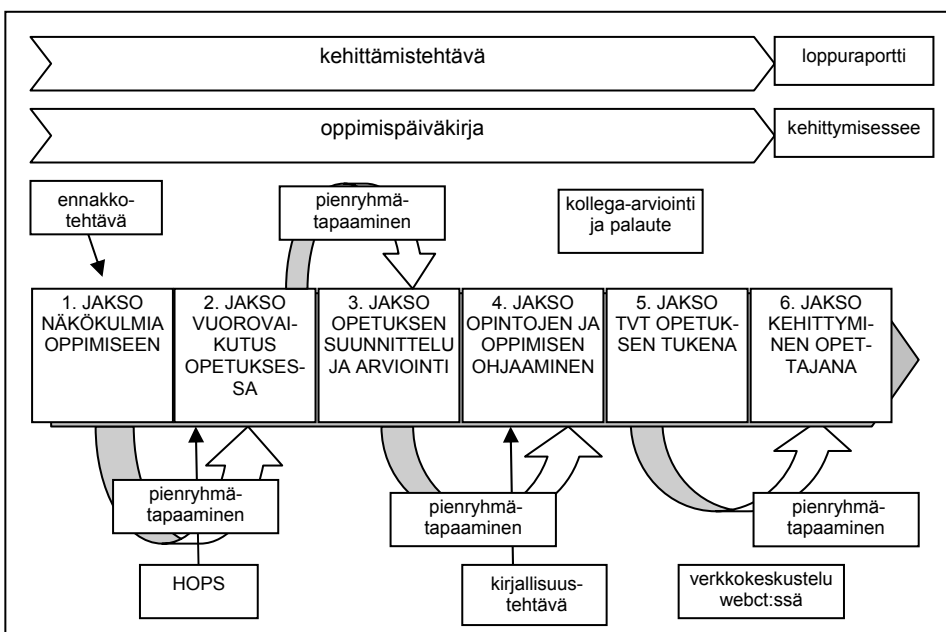 kehittämistehtävä
loppuraportti
oppimispäiväkirja
kehittymisessee
ennakko-
tehtävä
pienryhmä-
tapaaminen
kollega-arviointi
ja palaute
1. JAKSO
NÄKÖKULMIA
OPPIMISEEN
2. JAKSO
VUOROVAI-
KUTUS
OPETUKSES-
SA
3. JAKSO
OPETUKSEN
SUUNNITTELU
JA ARVIOINTI
4. JAKSO
OPINTOJEN JA
OPPIMISEN
OHJAAMINEN
5. JAKSO
TVT OPETUK-
SEN TUKENA
6. JAKSO
KEHITTYMI-
NEN OPET-
TAJANA
pienryhmä-
tapaaminen
pienryhmä-
tapaaminen
pienryhmä-
tapaaminen
HOPS
kirjallisuus-
tehtävä
verkkokeskustelu
webct:ssä